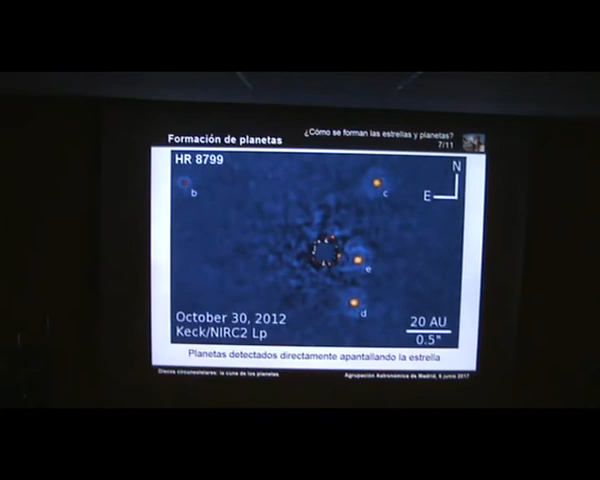 Formación de planetas
¿Cómo se forman las estrellas y planetas?
7/11
HR 8799
N
E
b
c
e
d
October 30, 2012
Keck/NIRC2 Lp
20 AU
0.5"
Planetas detectados directamente apantallando la estrella
Discos circunestelares: la cuna de los planetas
Agrupación Astronómica de Madrid, 6 junio 2017